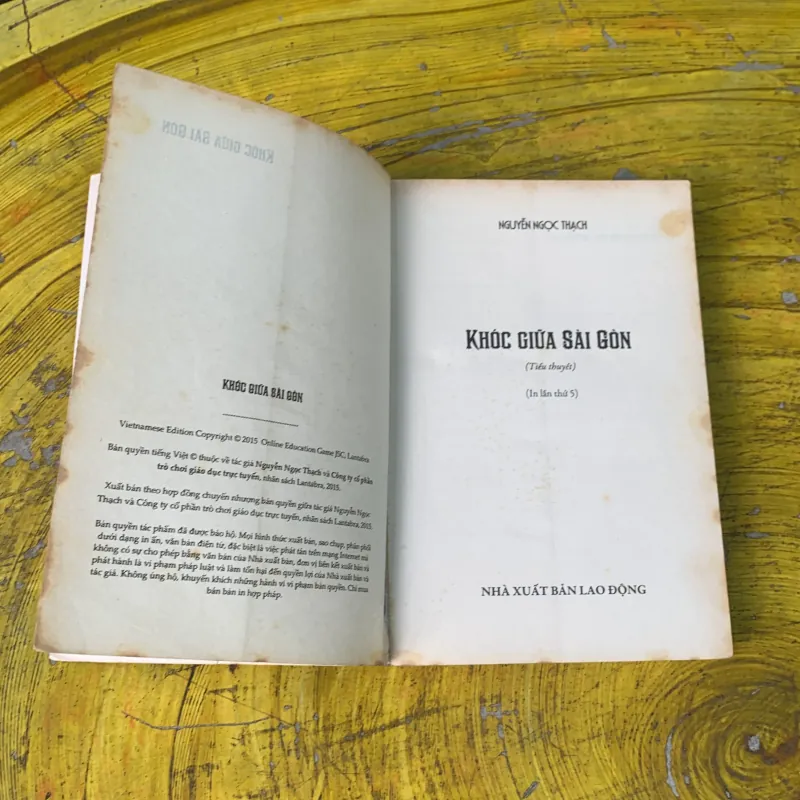 KHÓC GIỮA SÀI GÒN
KHÓC GIỮA SÀI GÒN
Vietnamese Edition Copyright © 2015 Online Education Game JSC, Lantabra
Bản quyền tiếng Việt © thuộc về tác giả Nguyễn Ngọc Thạch và Công ty cổ phần
trò chơi giáo dục trực tuyến, nhãn sách Lantabra, 2015.
Xuất bản theo hợp đồng chuyển nhượng bản quyền giữa tác giả Nguyễn Ngọc
Thạch và Công ty cổ phần trò chơi giáo dục trực tuyến, nhãn sách Lantabra, 2015.
Bản quyền tác phẩm đã được bảo hộ. Mọi hình thức xuất bản, sao chụp, phân phối
dưới dạng in ấn, văn bản điện tử, đặc biệt là việc phát tán trên mạng Internet mà
không có sự cho phép bằng văn bản của Nhà xuất bản, đơn vị liên kết xuất bản và
phát hành là vi phạm pháp luật và làm tổn hại đến quyền lợi của Nhà xuất bản và
tác giả. Không ủng hộ, khuyến khích những hành vi vi phạm bản quyền. Chỉ mua
bán bản in hợp pháp.
NGUYỄN NGỌC THẠCH
KHÓC GIỮA SÀI GÒN
(Tiểu thuyết)
(In lần thứ 5)
NHÀ XUẤT BẢN LAO ĐỘNG